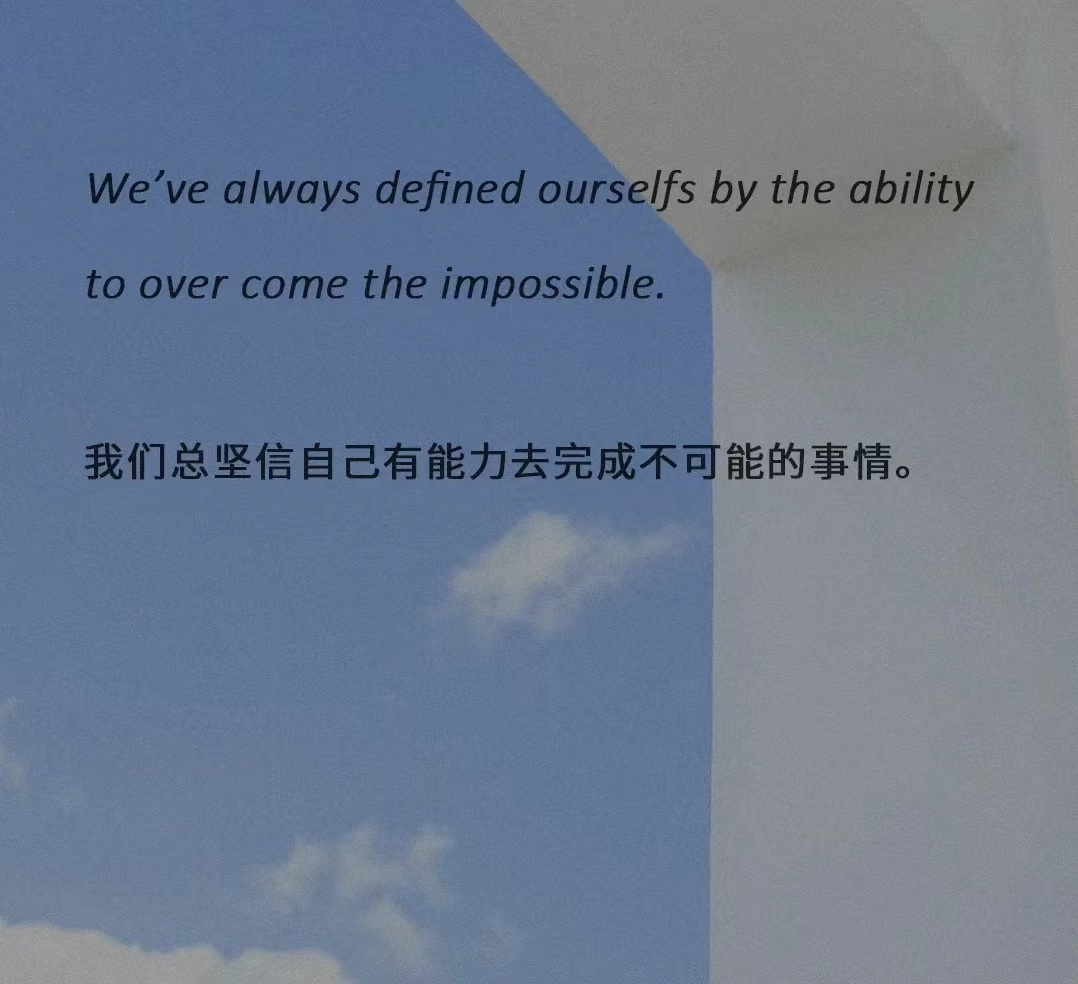 We've always defined ourselfs by the ability
to over come the impossible.
我们总坚信自己有能力去完成不可能的事情。